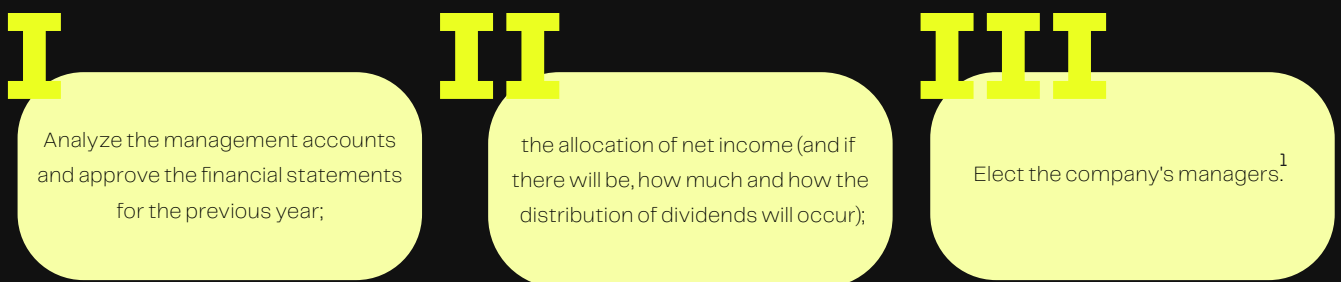 I
Analyze the management accounts
and approve the financial statements
for the previous year;
II
the allocation of net income (and if
there will be, how much and how the
distribution of dividends will occur);
III
Elect the company's managers.1